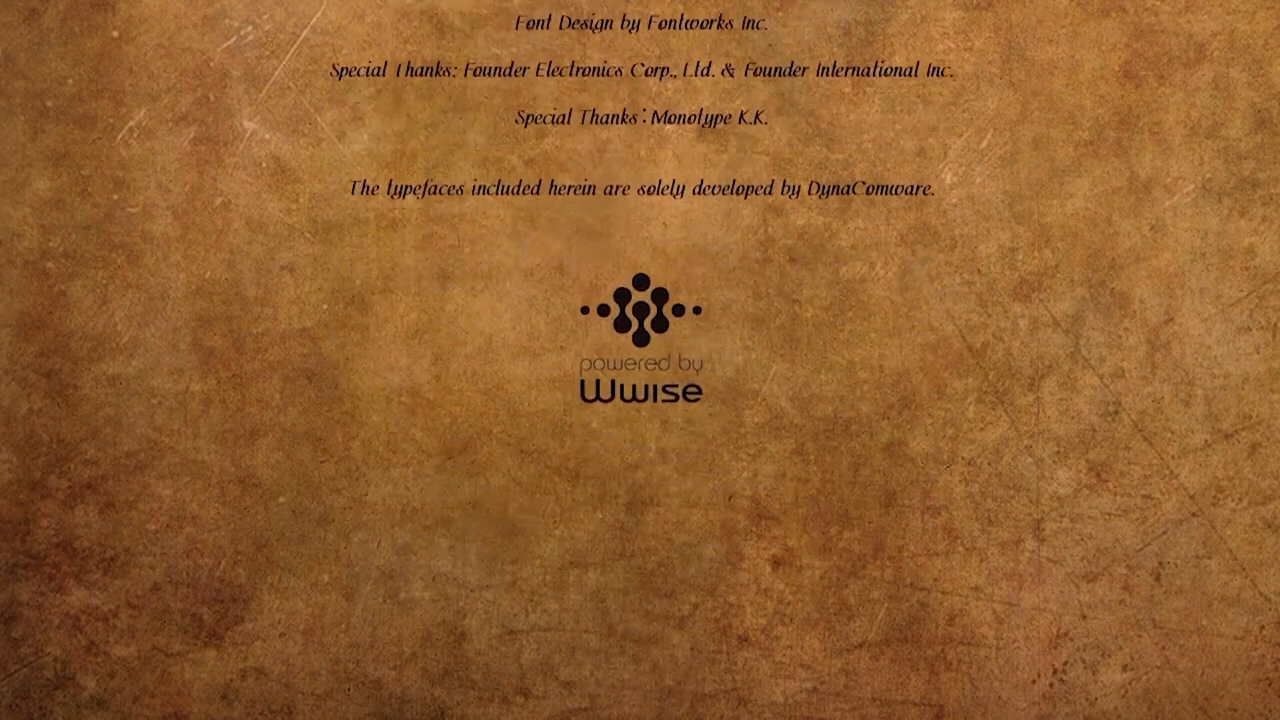 Font Design by Fontworks Inc.
Special Thanks: Founder Electronics Corp., Ltd. & Founder International Inc.
Special Thanks：Monotype K.K.
The typefaces included herein are solely developed by DynaComware.
powered by
Wwise